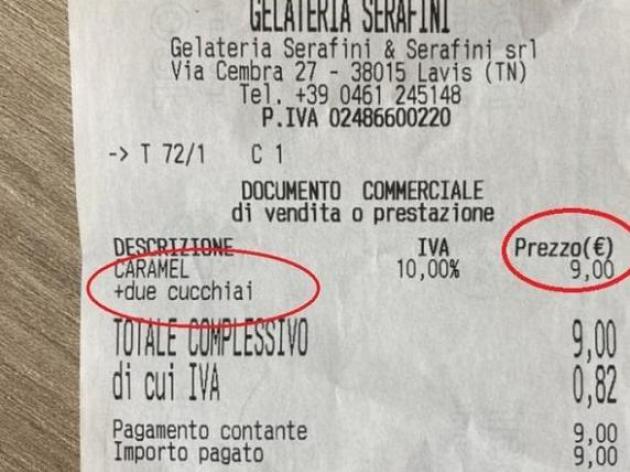 GELATERIA SERAFINI
Gelateria Serafini & Serafini srl
Via Cembra 27 - 38015 Lavis (TN)
Tel. +39 0461 245148
P.IVA 02486600220
-> T 72/1 C 1
DOCUMENTO COMMERCIALE
di vendita o prestazione
DESCRIZIONE IVA Prezzo(€)
CARAMEL 10,00% 9,00
+due cucchiai
TOTALE COMPLESSIVO 9,00
di cui IVA 0,82
Pagamento contante 9,00
Importo pagato 9,00